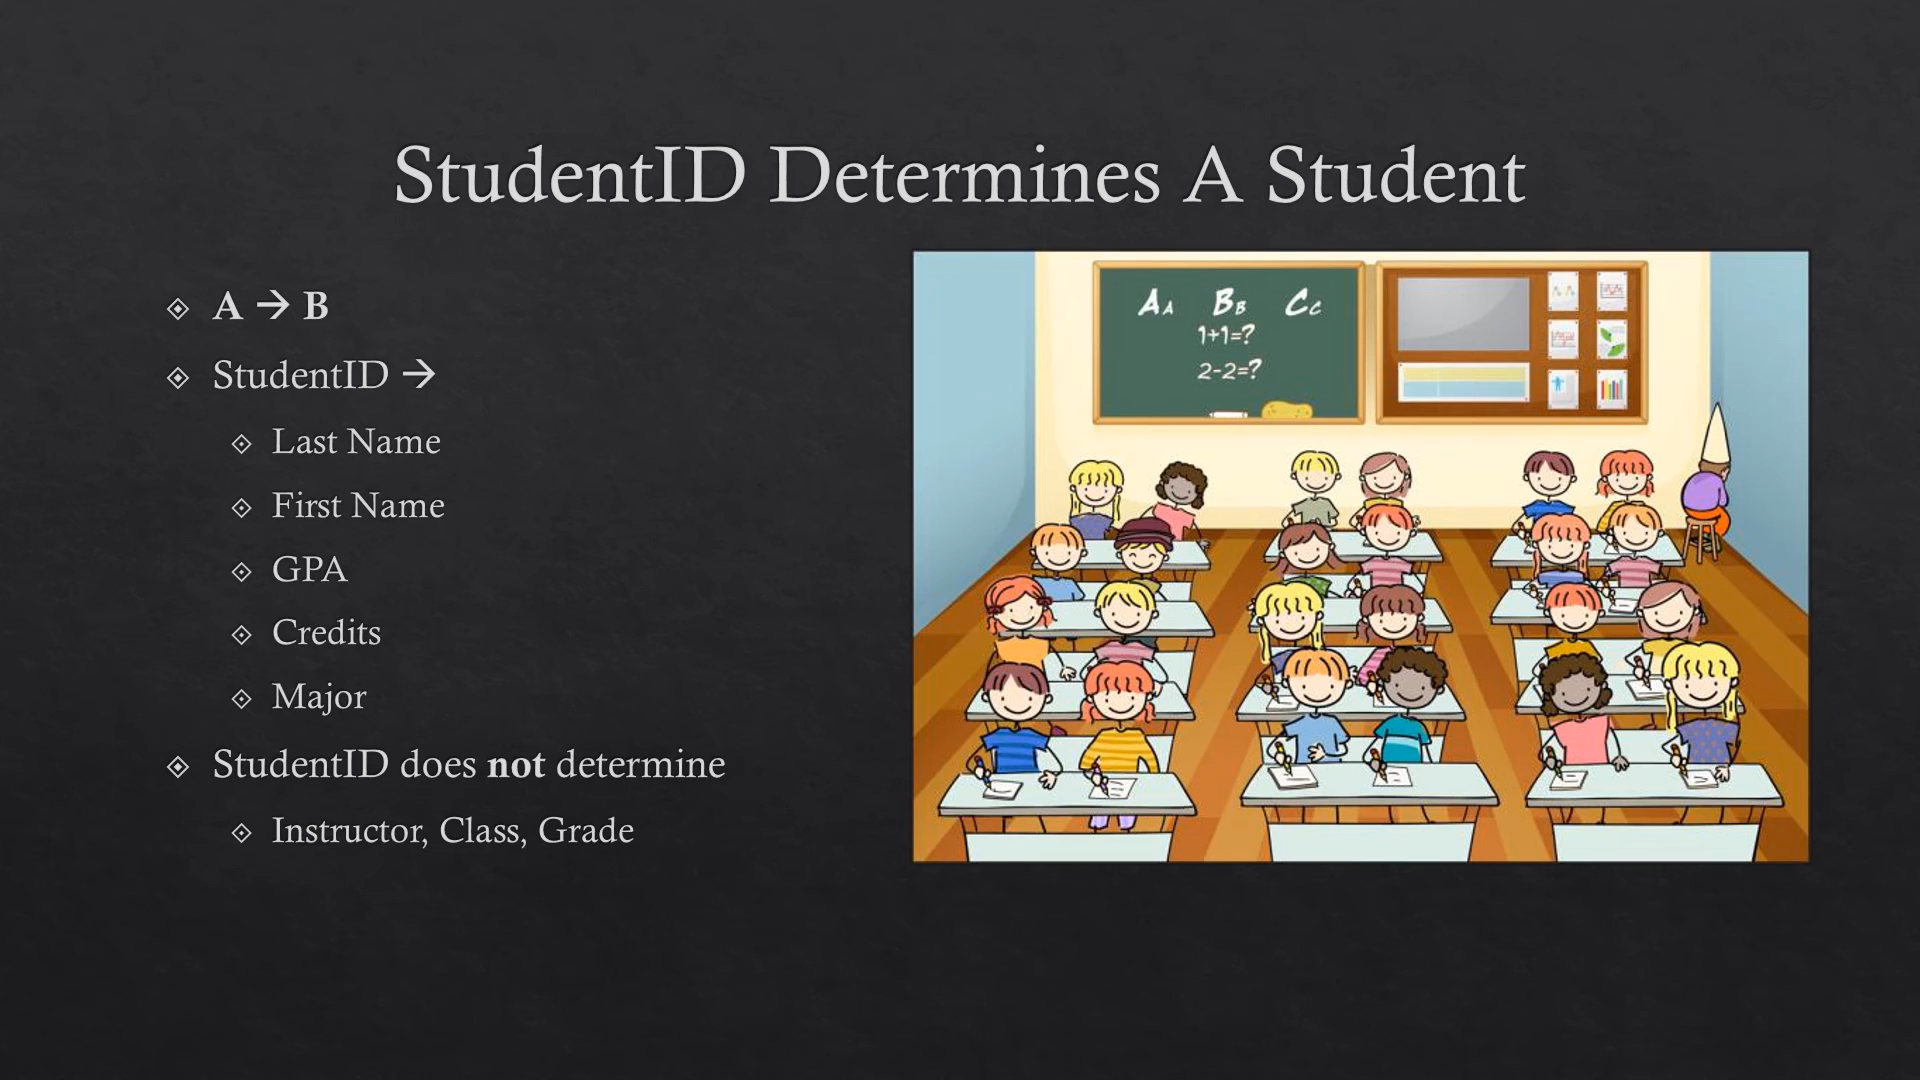 StudentID Determines A Student
A → B
StudentID →
Last Name
First Name
GPA
Credits
Major
StudentID does not determine
Instructor, Class, Grade
AA BB CC
1+1=?
2-2=?